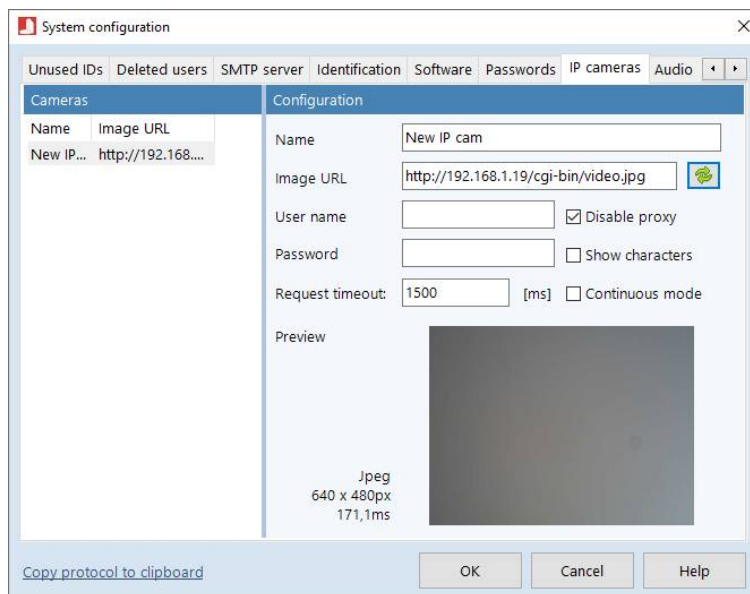 System configuration
Unused IDs Deleted users SMTP server Identification Software Passwords IP cameras Audio
Cameras
Name Image URL
New IP... http://192.168....
Configuration
Name New IP cam
Image URL http://192.168.1.19/cgi-bin/video.jpg
User name Disable proxy
Password Show characters
Request timeout: 1500 [ms] Continuous mode
Preview
Jpeg
640 x 480px
171,1ms
Copy protocol to clipboard OK Cancel Help